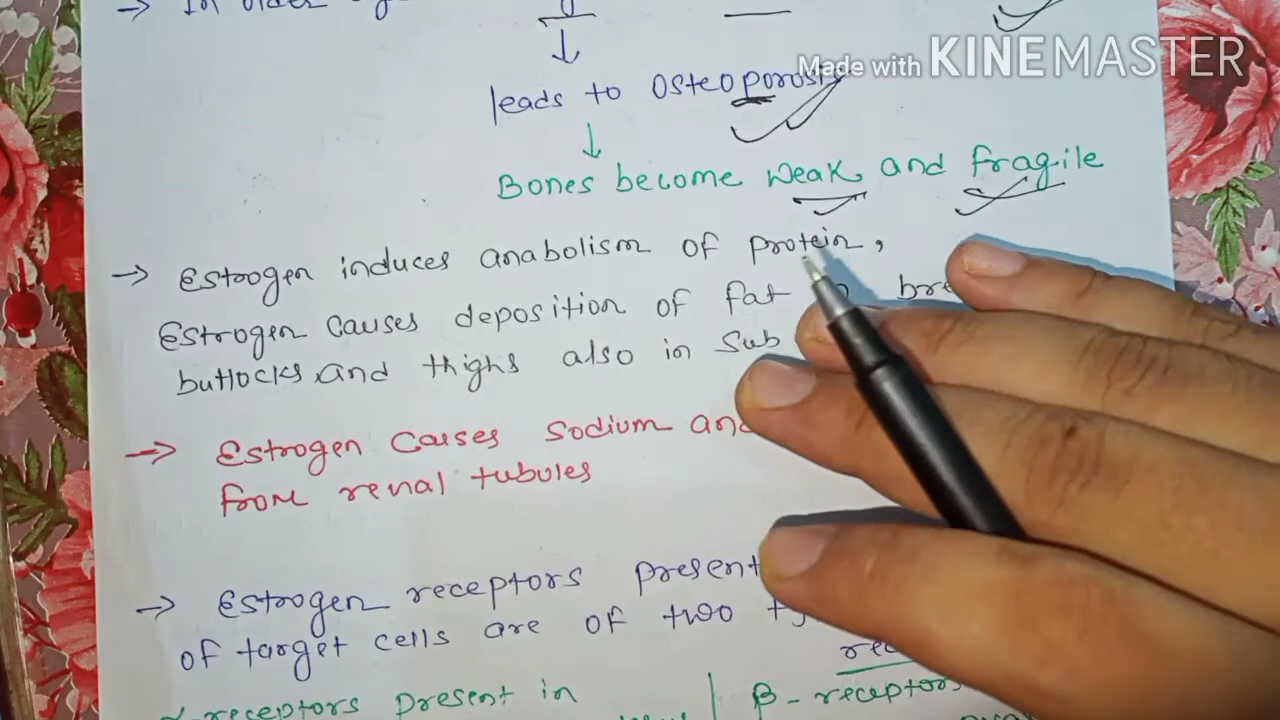 → In older
Made with KINEMASTER
↓
leads to Osteoporosis
↓
Bones become weak and fragile
→ Estrogen induces anabolism of protein,
Estrogen causes deposition of fat
buttocks and thighs also in Sub
→ Estrogen causes Sodium and
from renal tubules
→ Estrogen receptors present
of target cells are of two
receptors present in | β-receptors